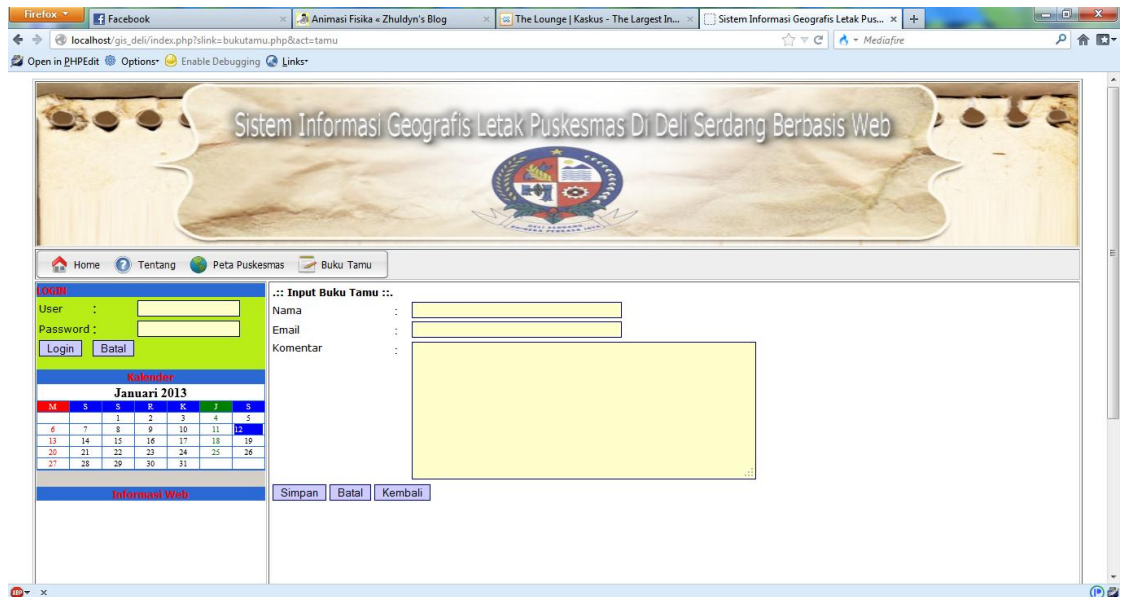 Firefox
Facebook
Animasi Fisika « Zhuldyn's Blog
The Lounge | Kaskus - The Largest In...
Sistem Informasi Geografis Letak Pus...
localhost/gis_deli/index.php?slink=bukutamu.php&act=tamu
Mediafire
Open in PHPEdit Options Enable Debugging Links
Sistem Informasi Geografis Letak Puskesmas Di Deli Serdang Berbasis Web
DELI SERDANG
Home Tentang Peta Puskesmas Buku Tamu
LOGIN
User :
Password :
Login Batal
Kalender
Januari 2013
M S S R K J S
1 2 3 4 5
6 7 8 9 10 11 12
13 14 15 16 17 18 19
20 21 22 23 24 25 26
27 28 29 30 31
Informasi Web
.:: Input Buku Tamu ::.
Nama :
Email :
Komentar :
Simpan Batal Kembali